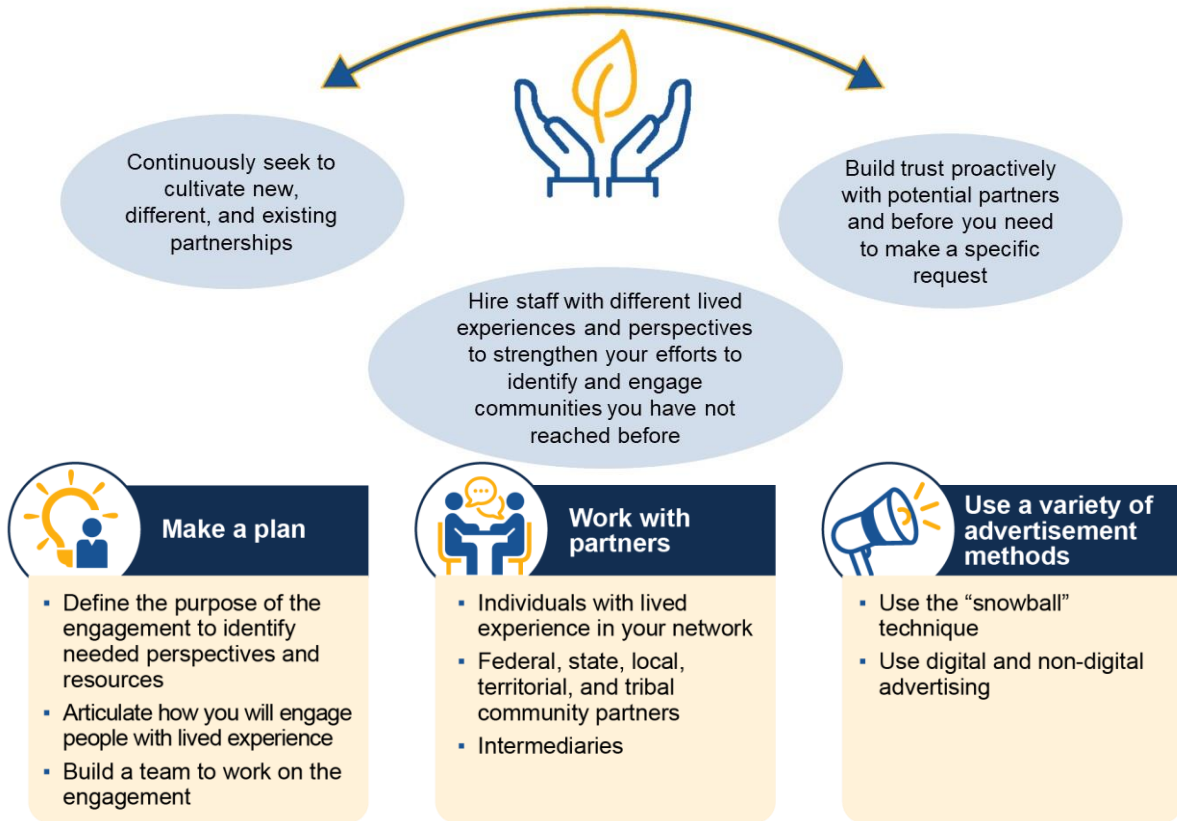 Continuously seek to
cultivate new,
different, and existing
partnerships
Build trust proactively
with potential partners
and before you need
to make a specific
request
Hire staff with different lived
experiences and perspectives
to strengthen your efforts to
identify and engage
communities you have not
reached before
Make a plan
▪ Define the purpose of the
engagement to identify
needed perspectives and
resources
▪ Articulate how you will engage
people with lived experience
▪ Build a team to work on the
engagement
Work with
partners
▪ Individuals with lived
experience in your network
▪ Federal, state, local,
territorial, and tribal
community partners
▪ Intermediaries
Use a variety of
advertisement
methods
▪ Use the “snowball”
technique
▪ Use digital and non-digital
advertising